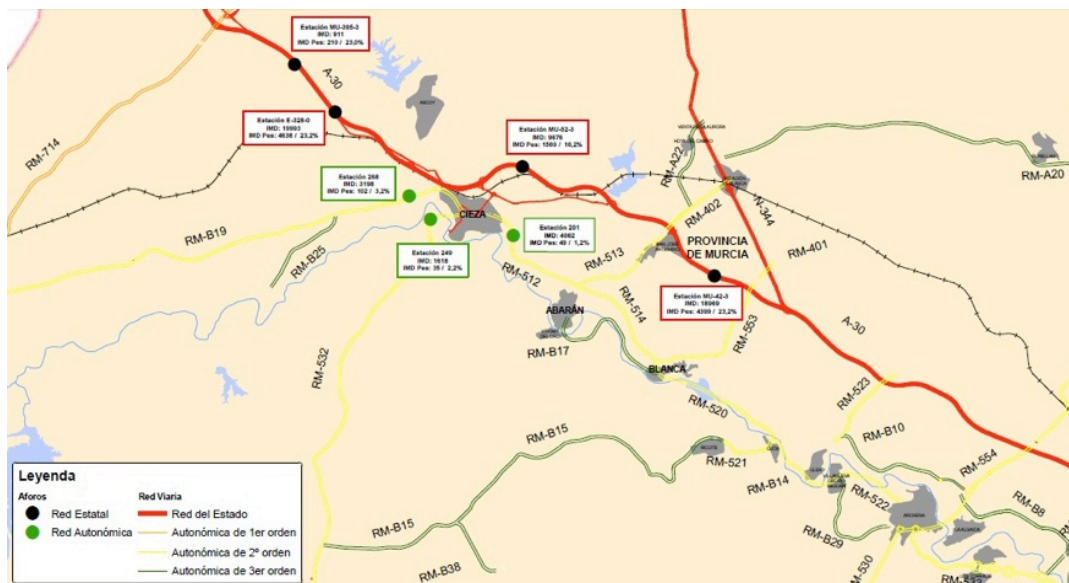 Estación MU-395-3
IMD: 911
IMD Pes: 210 / 23,0%
A-30
ASCOY
Estación E-328-0
IMD: 19993
IMD Pes: 4638 / 23,2%
Estación MU-52-3
IMD: 9676
IMD Pes: 1569 / 16,2%
RM-714
RM-A22
RM-A20
Estación 268
IMD: 3198
IMD Pes: 102 / 3,2%
CIEZA
Estación 201
IMD: 4062
IMD Pes: 49 / 1,2%
RM-402
N-344
PROVINCIA
DE MURCIA
RM-401
RM-B19
RM-B25
Estación 249
IMD: 1618
IMD Pes: 35 / 2,2%
RM-512
RM-513
Estación MU-42-3
IMD: 18969
IMD Pes: 4399 / 23,2%
ABARÁN
RM-514
RM-553
A-30
RM-B17
RM-532
BLANCA
RM-520
RM-523
RM-B15
RM-B10
RM-521
RM-554
RM-B14
RM-522
RM-B15
RM-B8
RM-B29
RM-B38
RM-530
Leyenda
Aforos
Red Estatal
Red Autonómica
Red Viaria
Red del Estado
Autonómica de 1er orden
Autonómica de 2º orden
Autonómica de 3er orden